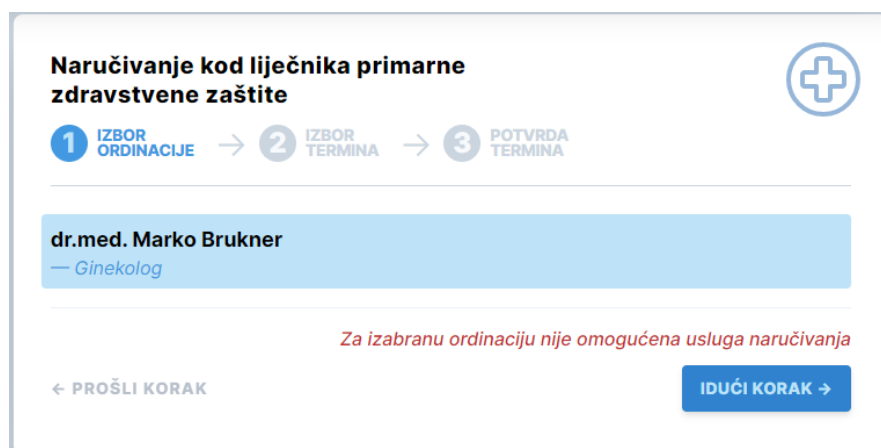 Naručivanje kod liječnika primarne
zdravstvene zaštite
1 IZBOR
ORDINACIJE → 2 IZBOR
TERMINA → 3 POTVRDA
TERMINA
dr.med. Marko Brukner
— Ginekolog
Za izabranu ordinaciju nije omogućena usluga naručivanja
← PROŠLI KORAK
IDUĆI KORAK →